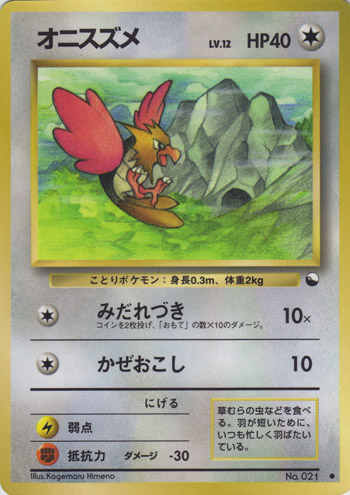 オニスズメ LV.12 HP40
ことりポケモン:身長0.3m、体重2kg
みだれづき 10×
コインを2枚投げ、「おもて」の数×10のダメージ。
かぜおこし 10
にげる
弱点
抵抗力 ダメージ -30
草むらの虫などを食べ
る。羽が短いために、
いつも忙しく羽ばたい
ている。
Illus.Kagemaru Himeno No.021